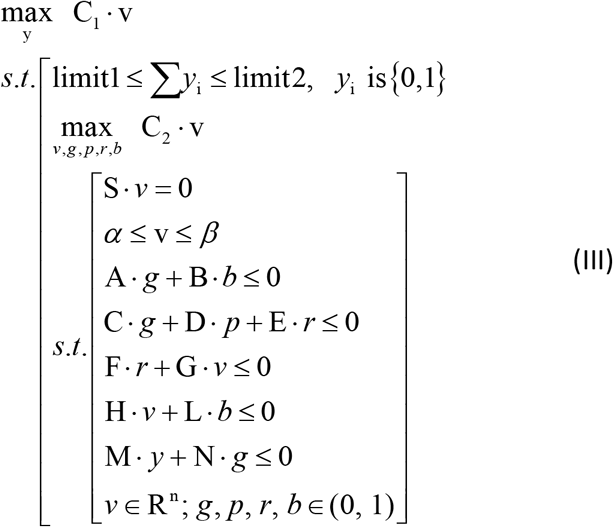 max C₁ · v
y
s.t. limit1 ≤ ∑yᵢ ≤ limit2, yᵢ is{0,1}
max C₂ · v
v,g,p,r,b
S · v = 0
α ≤ v ≤ β
A · g + B · b ≤ 0
C · g + D · p + E · r ≤ 0
s.t. F · r + G · v ≤ 0
H · v + L · b ≤ 0
M · y + N · g ≤ 0
v ∈ Rⁿ; g, p, r, b ∈ (0, 1)
(III)